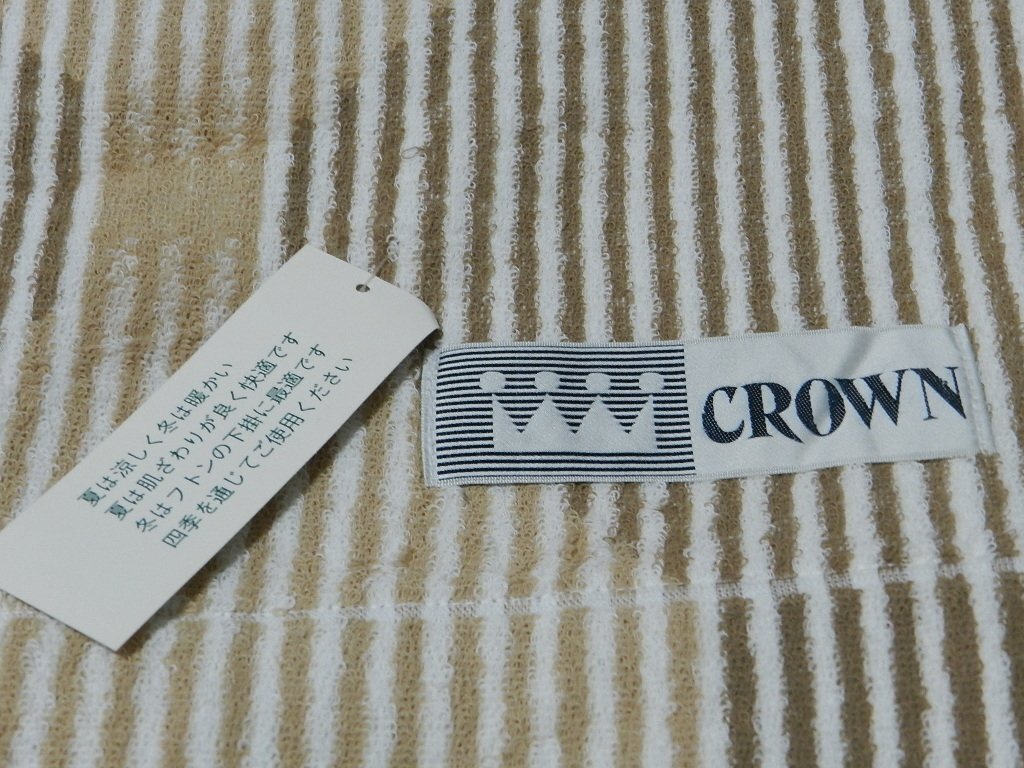 夏は涼しく冬は暖かい
夏は肌ざわりが良く快適です
冬はフトンの下掛に最適です
四季を通じてご使用ください
CROWN